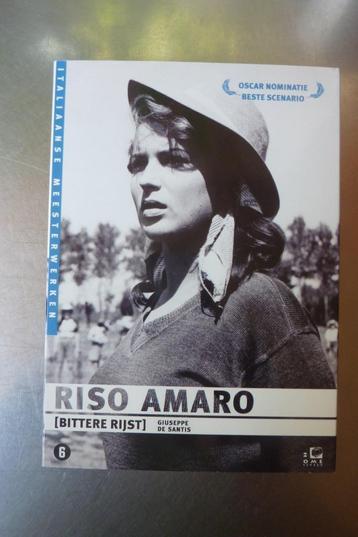 ITALIAANSE MEESTERWERKEN
OSCAR NOMINATIE
BESTE SCENARIO
RISO AMARO
[BITTERE RIJST]
GIUSEPPE
DE SANTIS
6